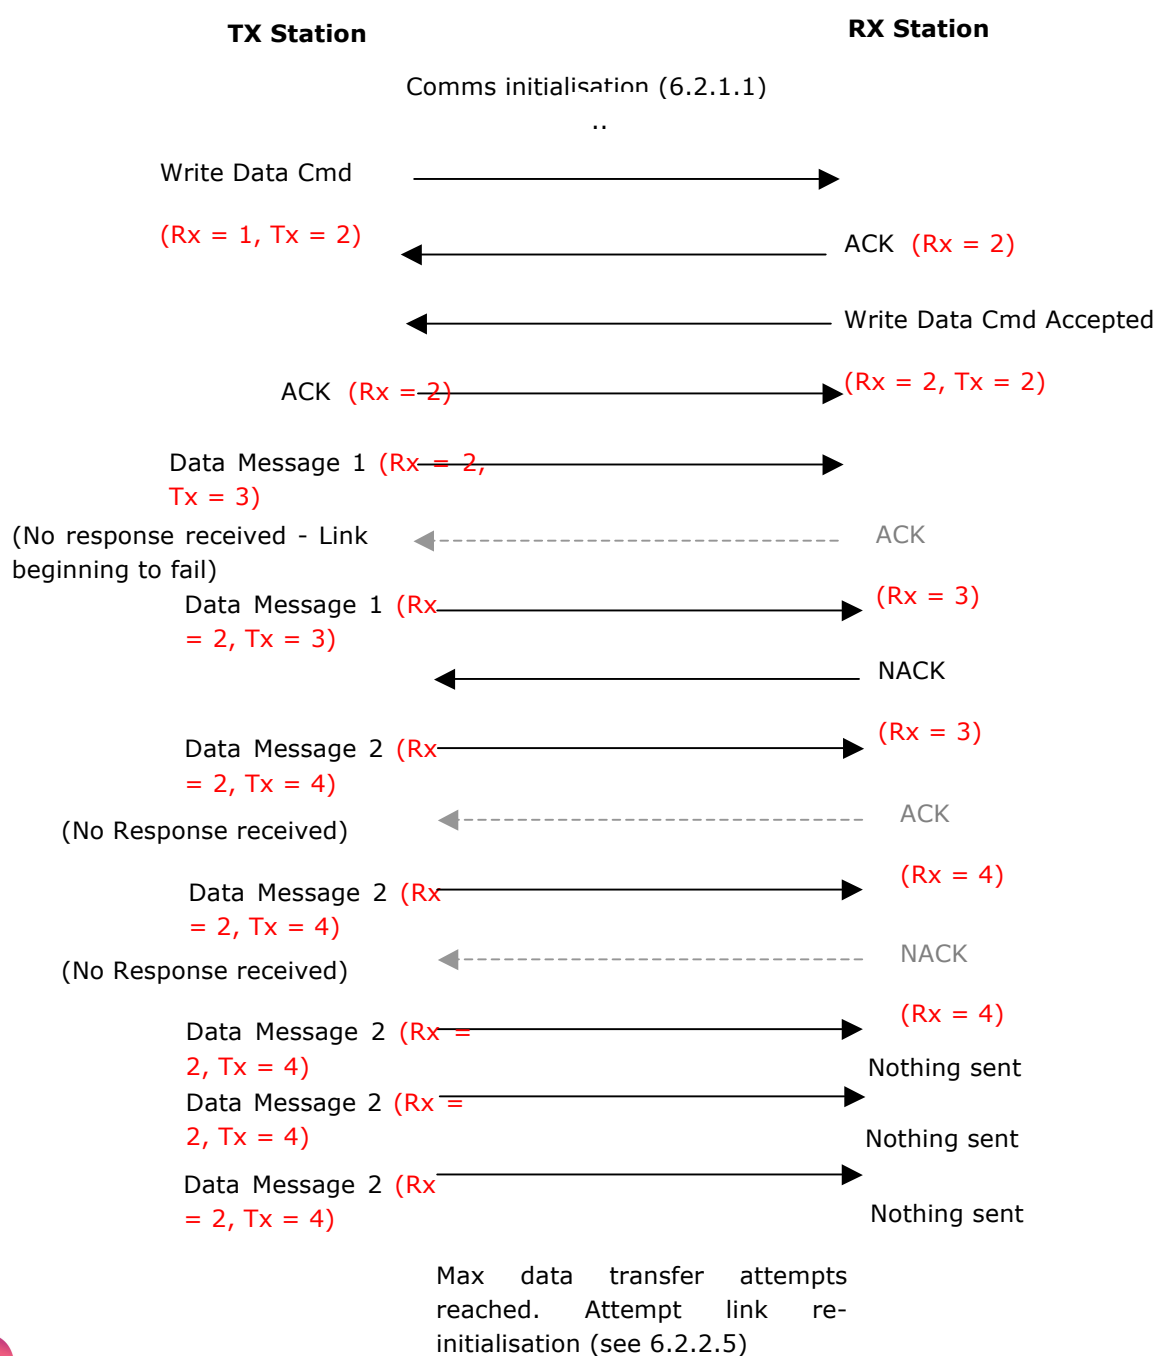 TX Station
RX Station
Comms initialisation (6.2.1.1)
..
Write Data Cmd
(Rx = 1, Tx = 2)
ACK (Rx = 2)
Write Data Cmd Accepted
(Rx = 2, Tx = 2)
ACK (Rx = 2)
Data Message 1 (Rx = 2,
Tx = 3)
(No response received - Link
beginning to fail)
ACK
(Rx = 3)
Data Message 1 (Rx
= 2, Tx = 3)
NACK
(Rx = 3)
Data Message 2 (Rx
= 2, Tx = 4)
ACK
(No Response received)
(Rx = 4)
Data Message 2 (Rx
= 2, Tx = 4)
NACK
(No Response received)
(Rx = 4)
Data Message 2 (Rx =
2, Tx = 4)
Nothing sent
Data Message 2 (Rx =
2, Tx = 4)
Nothing sent
Data Message 2 (Rx
= 2, Tx = 4)
Nothing sent
Max data transfer attempts
reached. Attempt link re-
initialisation (see 6.2.2.5)